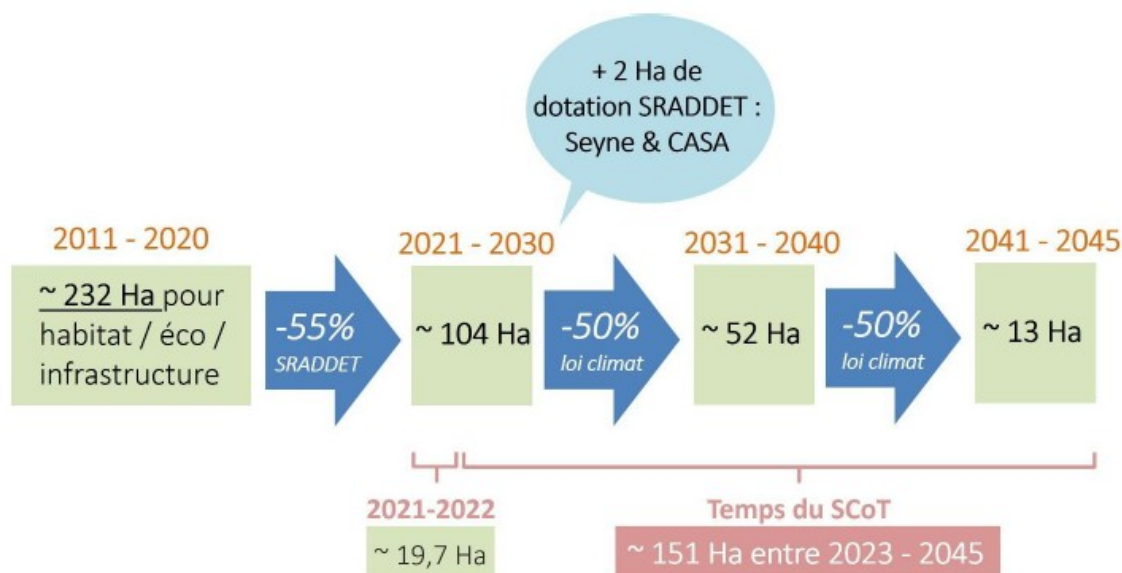 + 2 Ha de
dotation SRADDET :
Seyne & CASA
2011 - 2020
2021 - 2030
2031 - 2040
2041 - 2045
~ 232 Ha pour
habitat / éco /
infrastructure
-55%
SRADDET
~ 104 Ha
-50%
loi climat
~ 52 Ha
-50%
loi climat
~ 13 Ha
2021-2022
~ 19,7 Ha
Temps du SCoT
~ 151 Ha entre 2023 - 2045